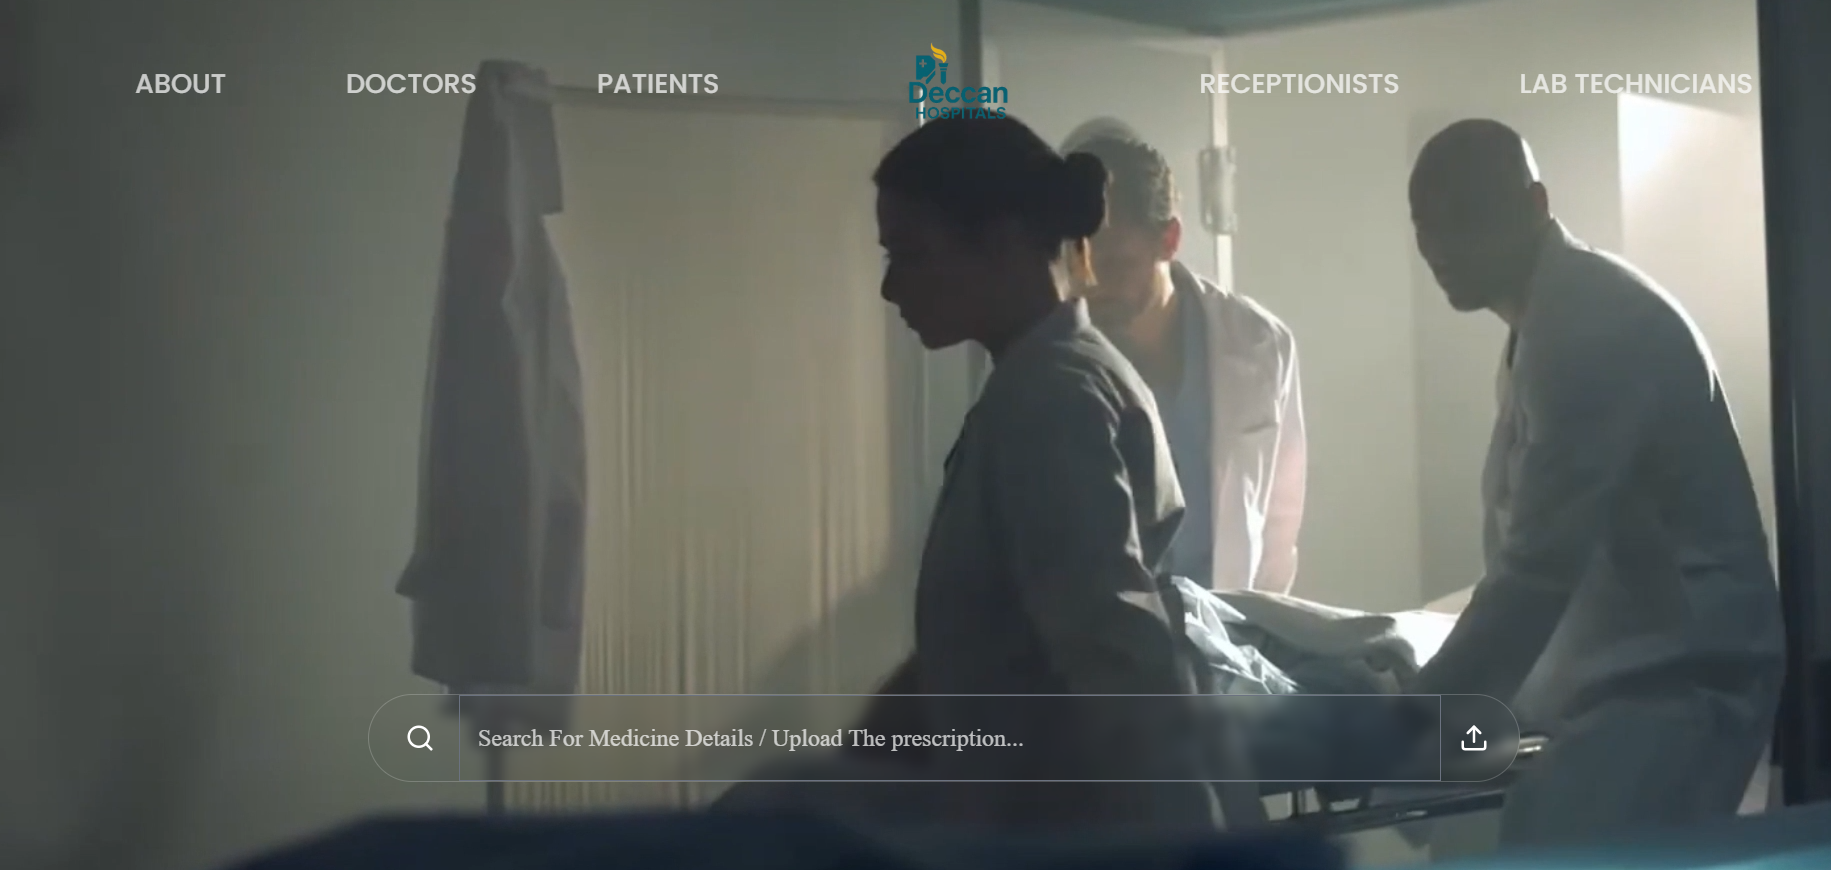 ABOUT
DOCTORS
PATIENTS
Deccan
HOSPITALS
RECEPTIONISTS
LAB TECHNICIANS
Search For Medicine Details / Upload The prescription...